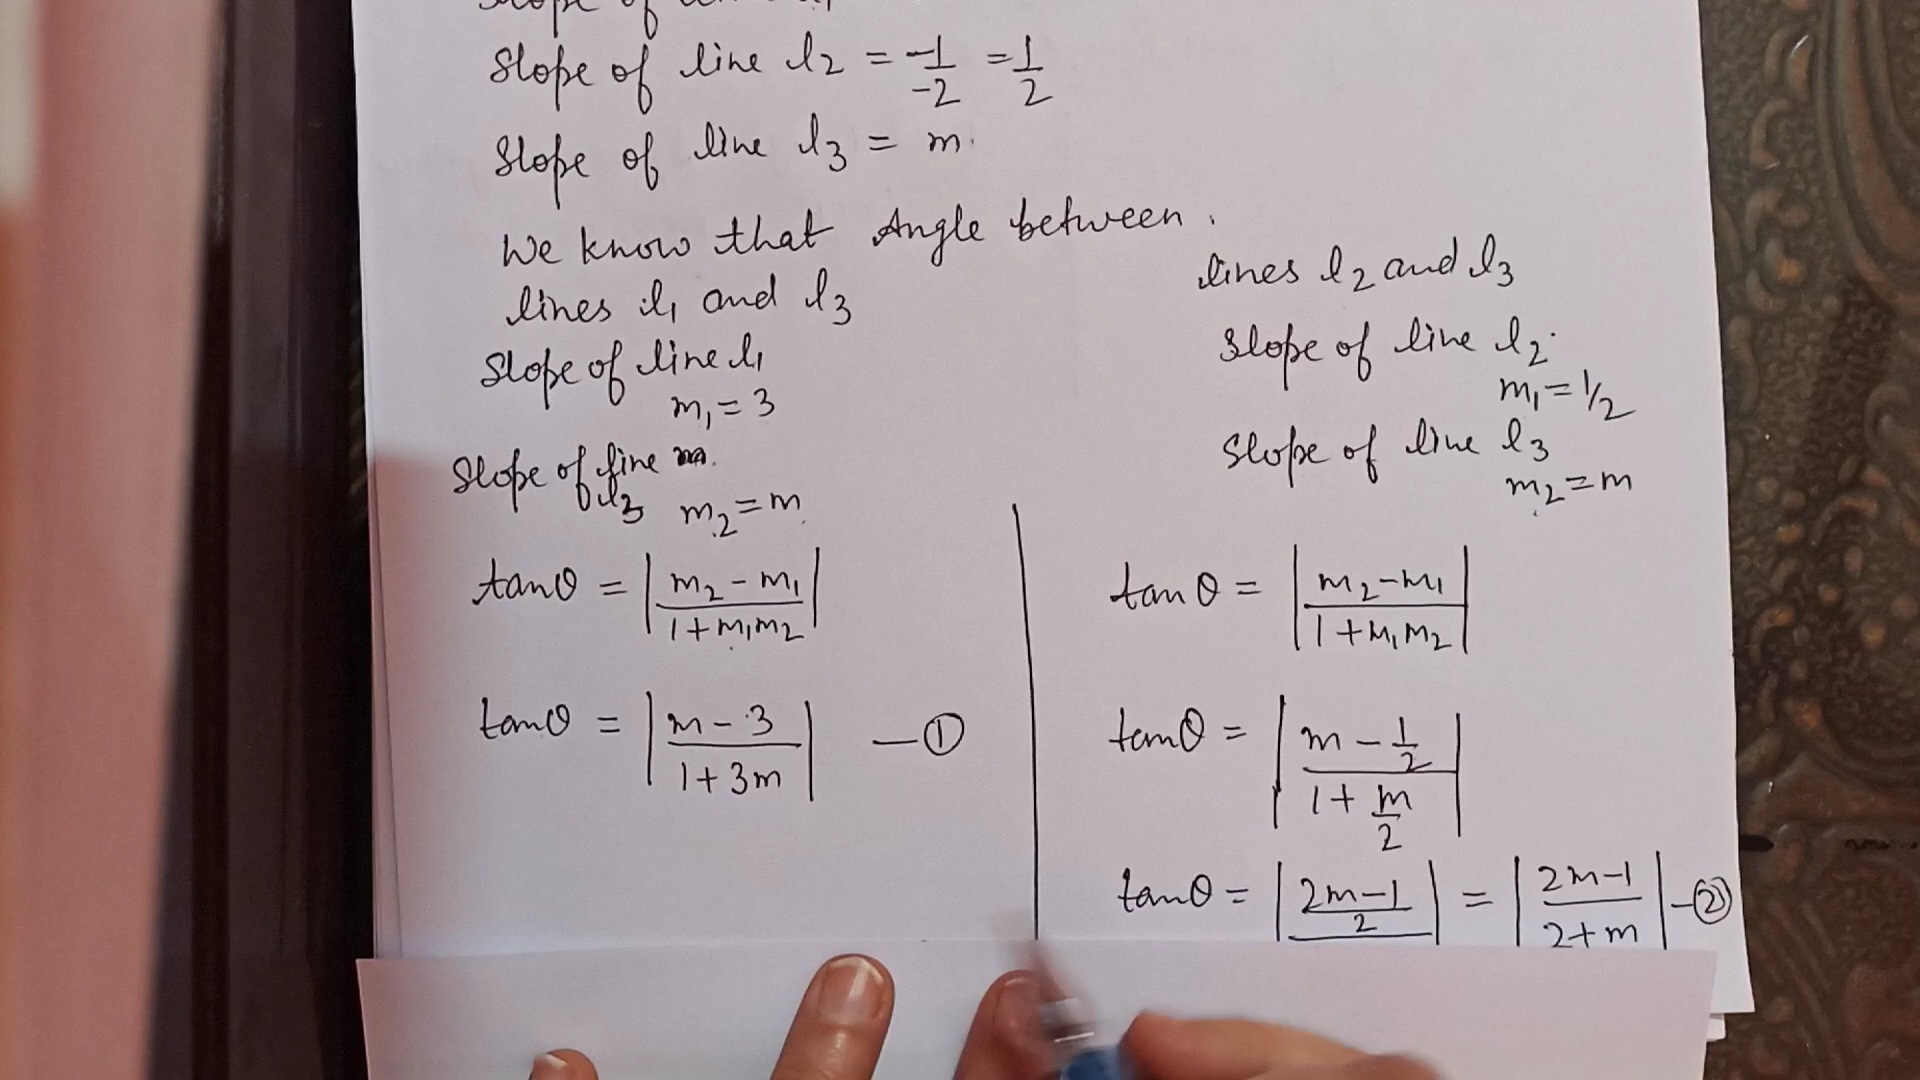 Slope of line l2 = -1/-2 = 1/2
Slope of line l3 = m.
We know that Angle between.
lines l1 and l3
Slope of line l1
m1 = 3
Slope of line
l3 m2 = m
tanθ = |m2 - m1 / 1 + m1m2|
tanθ = |m - 3 / 1 + 3m| — ①
lines l2 and l3
Slope of line l2
m1 = 1/2
Slope of line l3
m2 = m
tanθ = |m2 - m1 / 1 + m1m2|
tanθ = |m - 1/2 / 1 + m/2|
tanθ = |2m - 1 / 2| = |2m - 1 / 2 + m| — ②